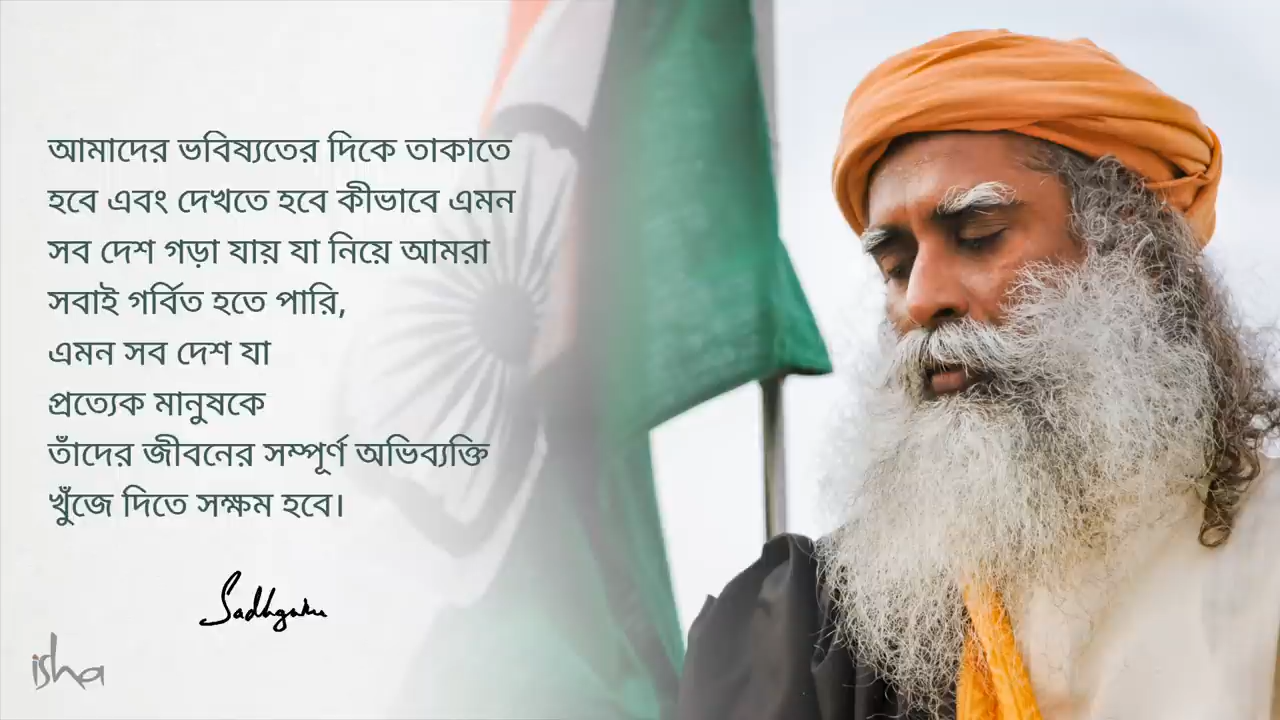 আমাদের ভবিষ্যতের দিকে তাকাতে
হবে এবং দেখতে হবে কীভাবে এমন
সব দেশ গড়া যায় যা নিয়ে আমরা
সবাই গর্বিত হতে পারি,
এমন সব দেশ যা
প্রত্যেক মানুষকে
তাঁদের জীবনের সম্পূর্ণ অভিব্যক্তি
খুঁজে দিতে সক্ষম হবে।
Sadhguru
isha